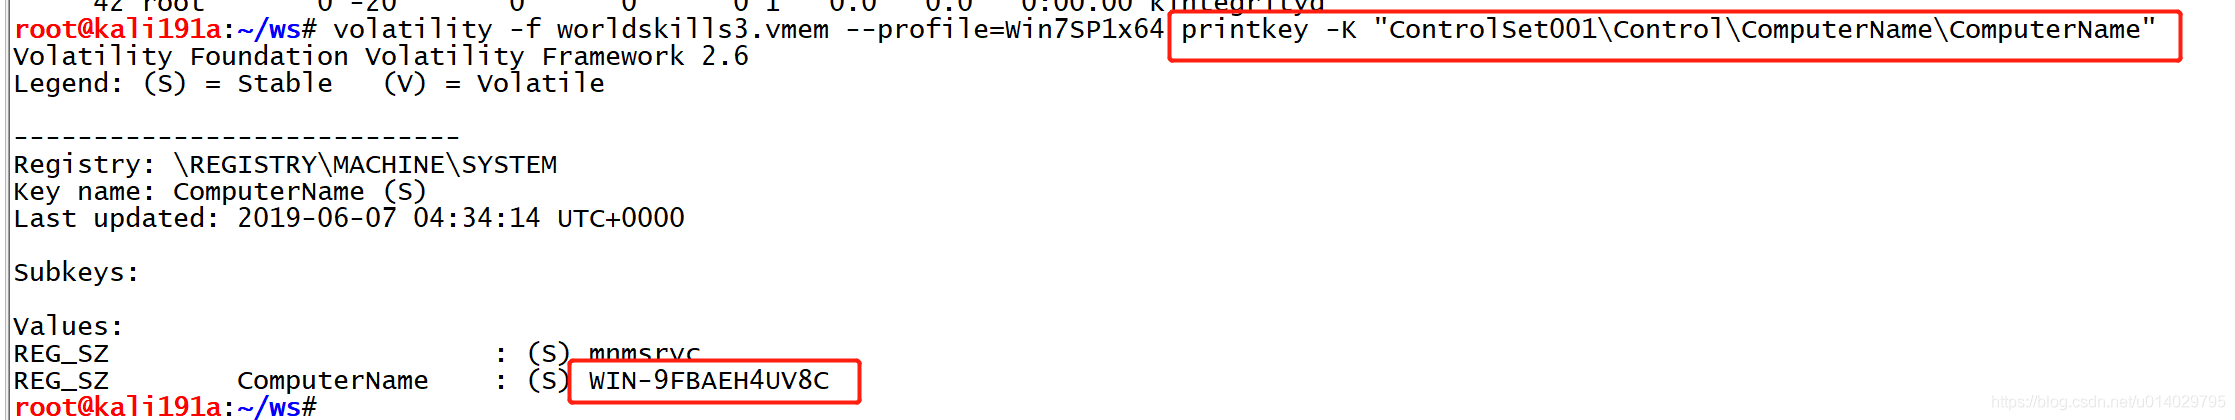 42 root 0 -20 0 0 0 I 0.0 0.0 0:00.00 kintegrityd
root@kali191a:~/ws# volatility -f worldskills3.vmem --profile=Win7SP1x64 printkey -K "ControlSet001\Control\ComputerName\ComputerName"
Volatility Foundation Volatility Framework 2.6
Legend: (S) = Stable   (V) = Volatile
----------------------------
Registry: \REGISTRY\MACHINE\SYSTEM
Key name: ComputerName (S)
Last updated: 2019-06-07 04:34:14 UTC+0000
Subkeys:
Values:
REG_SZ                        : (S) mnmsrvc
REG_SZ        ComputerName    : (S) WIN-9FBAEH4UV8C
root@kali191a:~/ws#
https://blog.csdn.net/u014029795